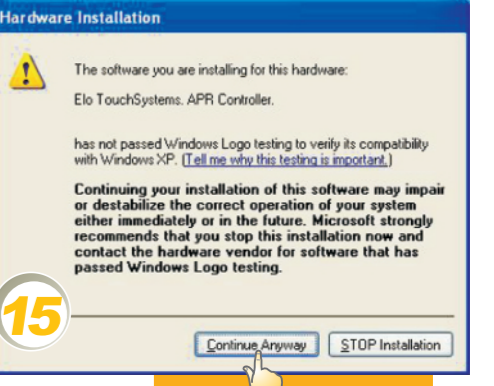 Hardware Installation
The software you are installing for this hardware:
Elo TouchSystems. APR Controller.
has not passed Windows Logo testing to verify its compatibility
with Windows XP. (Tell me why this testing is important.)
Continuing your installation of this software may impair
or destabilize the correct operation of your system
either immediately or in the future. Microsoft strongly
recommends that you stop this installation now and
contact the hardware vendor for software that has
passed Windows Logo testing.
15
Continue Anyway STOP Installation